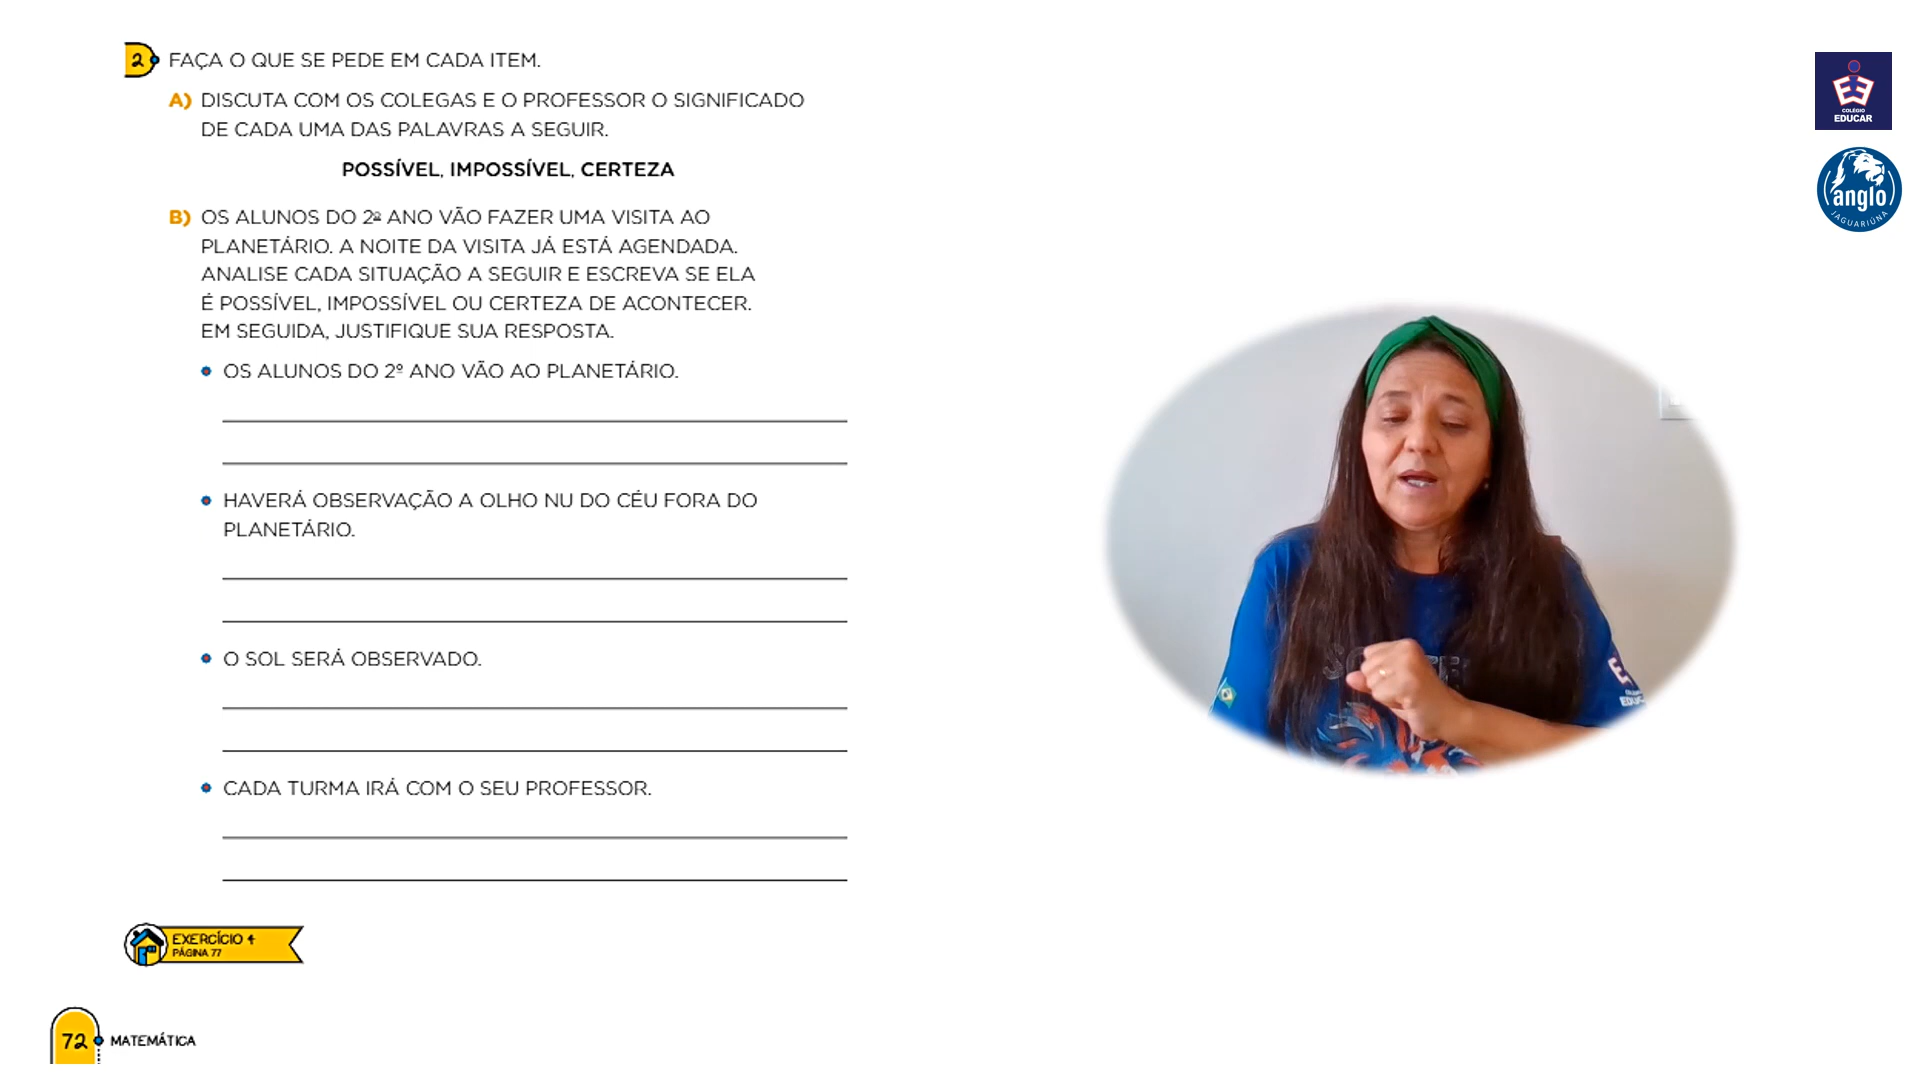 2 FAÇA O QUE SE PEDE EM CADA ITEM.
A) DISCUTA COM OS COLEGAS E O PROFESSOR O SIGNIFICADO
DE CADA UMA DAS PALAVRAS A SEGUIR.
POSSÍVEL, IMPOSSÍVEL, CERTEZA
B) OS ALUNOS DO 2º ANO VÃO FAZER UMA VISITA AO
PLANETÁRIO. A NOITE DA VISITA JÁ ESTÁ AGENDADA.
ANALISE CADA SITUAÇÃO A SEGUIR E ESCREVA SE ELA
É POSSÍVEL, IMPOSSÍVEL OU CERTEZA DE ACONTECER.
EM SEGUIDA, JUSTIFIQUE SUA RESPOSTA.
OS ALUNOS DO 2º ANO VÃO AO PLANETÁRIO.
HAVERÁ OBSERVAÇÃO A OLHO NU DO CÉU FORA DO
PLANETÁRIO.
O SOL SERÁ OBSERVADO.
CADA TURMA IRÁ COM O SEU PROFESSOR.
EXERCÍCIO 4
PÁGINA 77
72 MATEMÁTICA
COLÉGIO
EDUCAR
anglo
JAGUARIÚNA